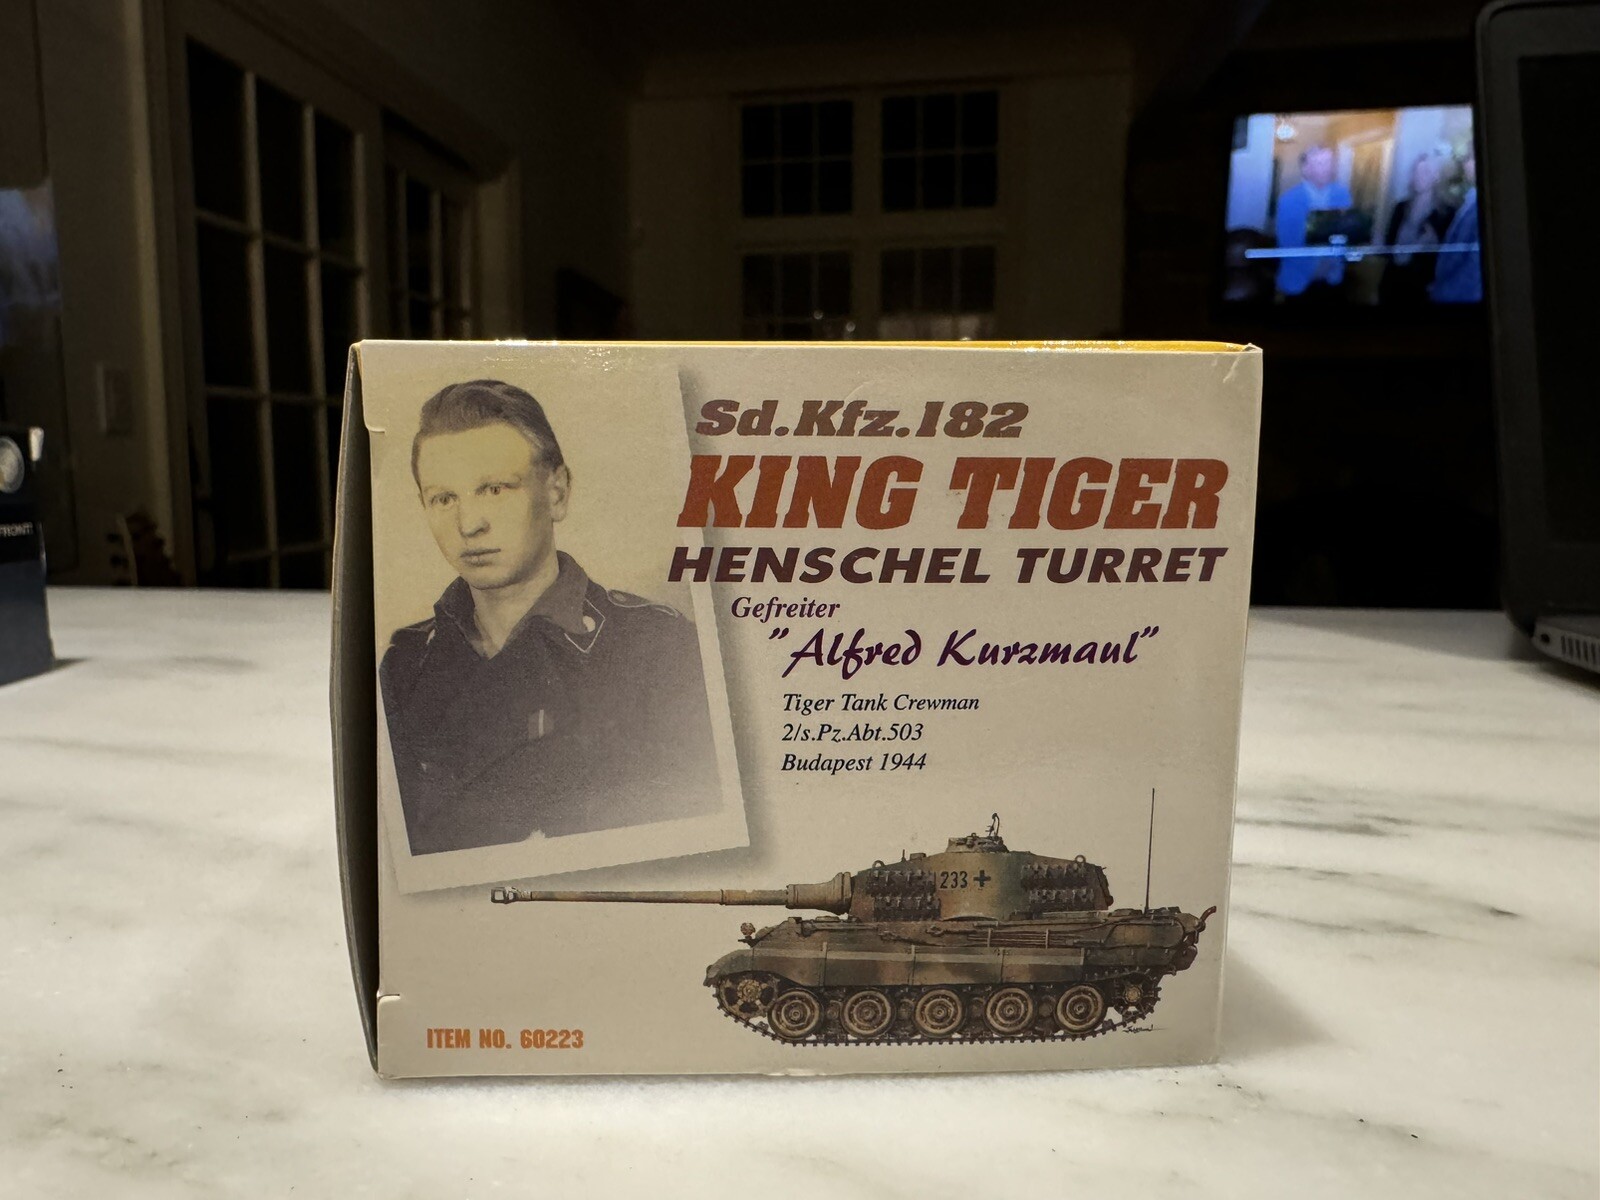 Sd.Kfz.182
KING TIGER
HENSCHEL TURRET
Gefreiter
"Alfred Kurzmaul"
Tiger Tank Crewman
2/s.Pz.Abt.503
Budapest 1944
233
ITEM NO. 60223